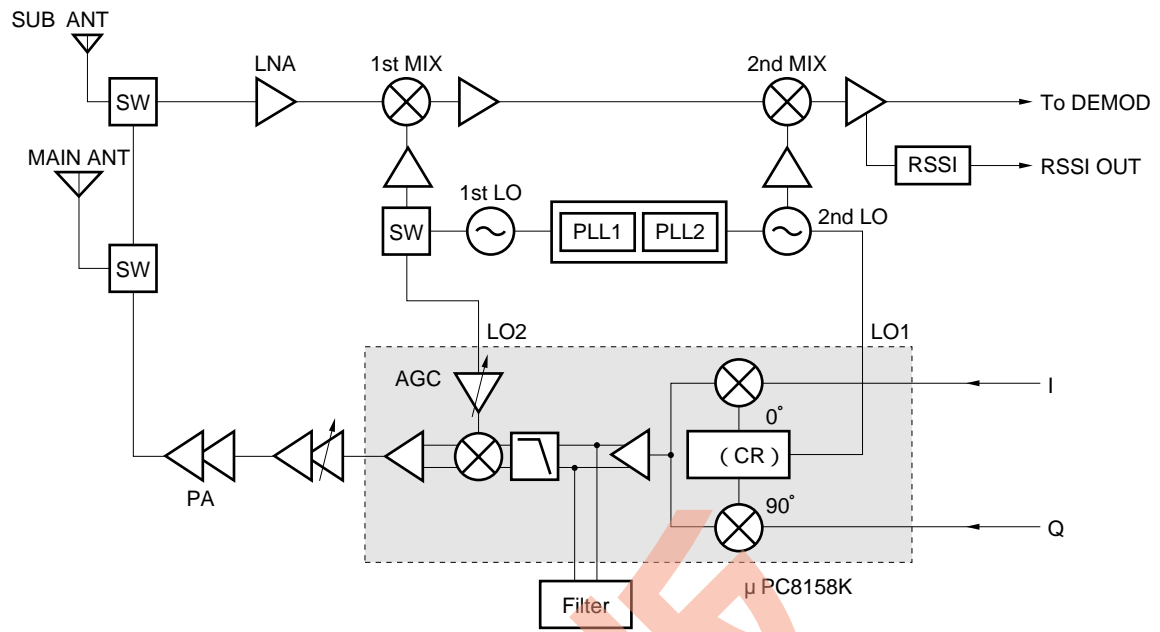 SUB ANT
LNA
1st MIX
2nd MIX
SW
To DEMOD
MAIN ANT
RSSI
RSSI OUT
1st LO
SW
PLL1
PLL2
2nd LO
SW
LO2
LO1
AGC
I
0°
(CR)
PA
90°
Q
μPC8158K
Filter